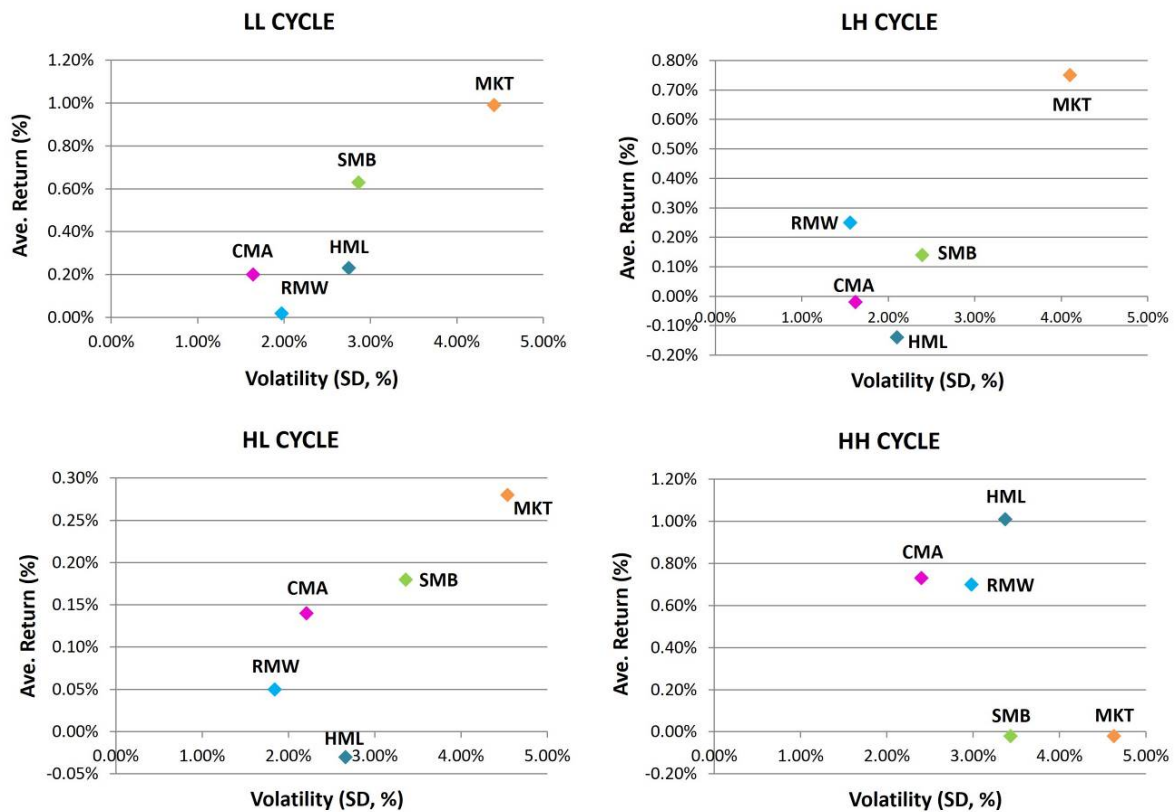 LL CYCLE
1.20%
1.00%
0.80%
0.60%
0.40%
0.20%
0.00%
Ave. Return (%)
MKT
SMB
CMA
HML
RMW
0.00% 1.00% 2.00% 3.00% 4.00% 5.00%
Volatility (SD, %)
LH CYCLE
0.80%
0.70%
0.60%
0.50%
0.40%
0.30%
0.20%
0.10%
0.00%
-0.10%
-0.20%
Ave. Return (%)
MKT
RMW
SMB
CMA
HML
0.00% 1.00% 2.00% 3.00% 4.00% 5.00%
Volatility (SD, %)
HL CYCLE
0.30%
0.25%
0.20%
0.15%
0.10%
0.05%
0.00%
-0.05%
Ave. Return (%)
MKT
SMB
CMA
RMW
HML
0.00% 1.00% 2.00% 3.00% 4.00% 5.00%
Volatility (SD, %)
HH CYCLE
1.20%
1.00%
0.80%
0.60%
0.40%
0.20%
0.00%
-0.20%
Ave. Return (%)
HML
CMA
RMW
SMB MKT
0.00% 1.00% 2.00% 3.00% 4.00% 5.00%
Volatility (SD, %)